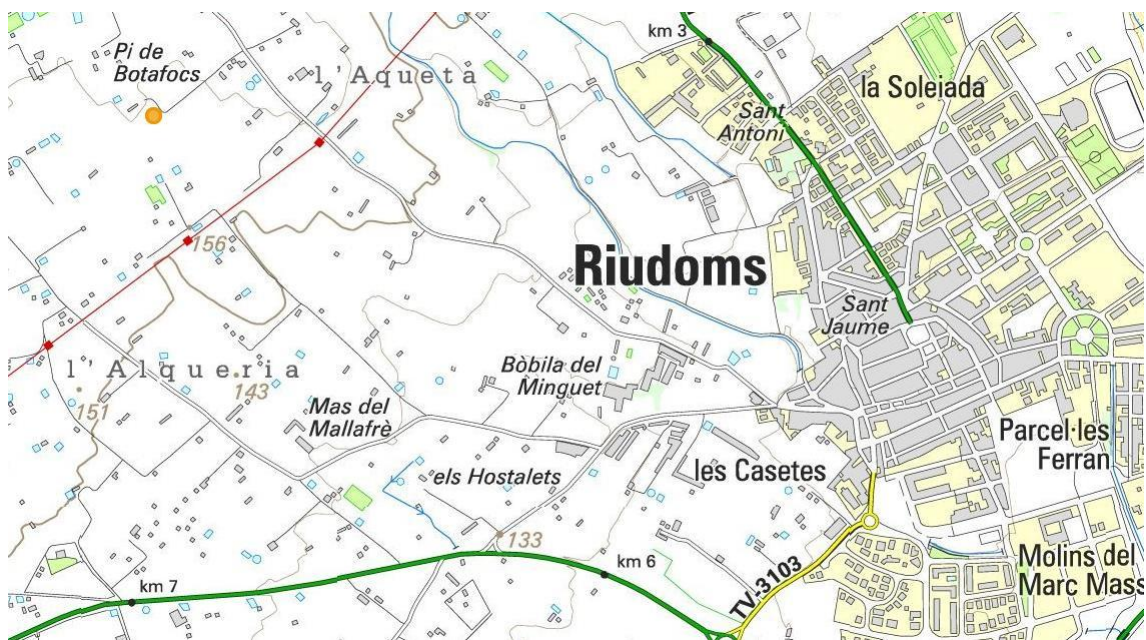 km 3
Pi de
Botafocs
l'Aqueta
la Soleiada
Sant
Antoni
156
Riudoms
Sant
Jaume
l'Alqueria
151
143
Bòbila del
Minguet
Mas del
Mallafrè
Parcel·les
Ferran
els Hostalets
les Casetes
133
km 6
km 7
TV-3103
Molins del
Marc Mass